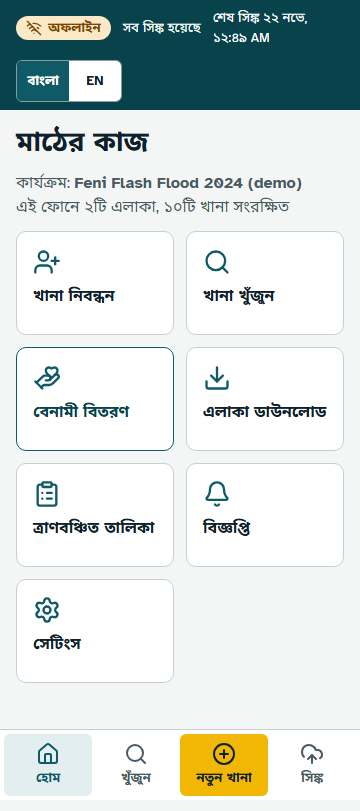 অফলাইন
সব সিঙ্ক হয়েছে
শেষ সিঙ্ক ২২ নভে,
১২:৪৯ AM
বাংলা
EN
মাঠের কাজ
কার্যক্রম: Feni Flash Flood 2024 (demo)
এই ফোনে ২টি এলাকা, ১০টি খানা সংরক্ষিত
খানা নিবন্ধন
খানা খুঁজুন
বেনামী বিতরণ
এলাকা ডাউনলোড
ত্রাণবঞ্চিত তালিকা
বিজ্ঞপ্তি
সেটিংস
হোম
খুঁজুন
নতুন খানা
সিঙ্ক